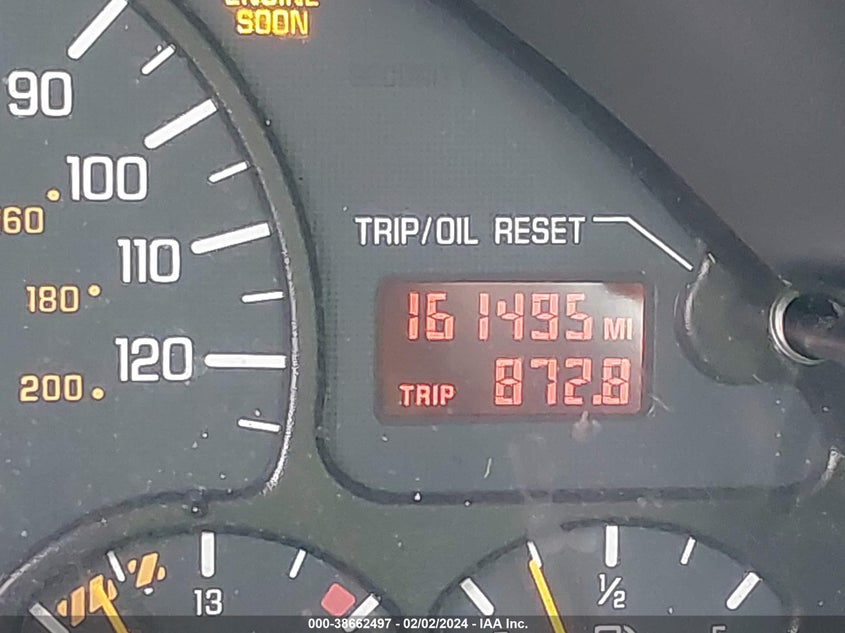 ENGINE
SOON
SECURITY
90
100
160
TRIP/OIL RESET
110
180
161495 MI
120
TRIP 872.8
200
13
1/2
000-38662497 - 02/02/2024 - IAA Inc.